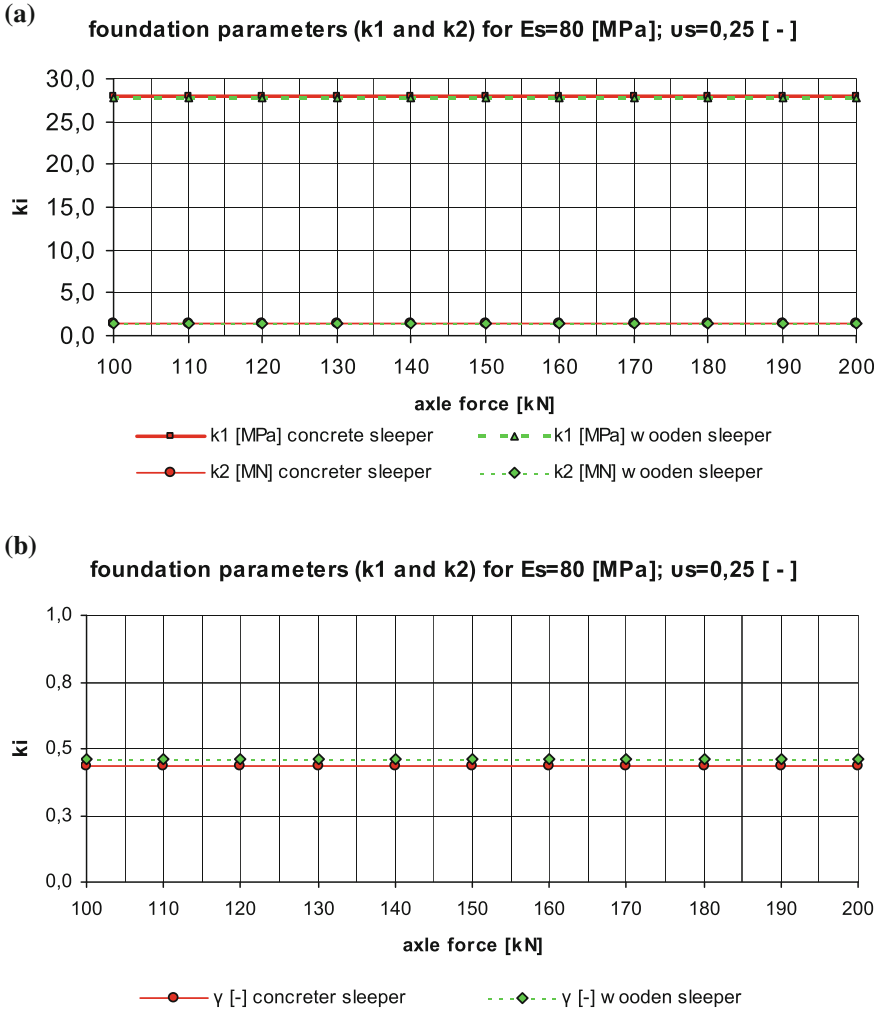 (a)
foundation parameters (k1 and k2) for Es=80 [MPa]; υs=0,25 [ - ]
30,0
25,0
20,0
15,0
10,0
5,0
0,0
ki
100 110 120 130 140 150 160 170 180 190 200
axle force [kN]
k1 [MPa] concrete sleeper k1 [MPa] w ooden sleeper
k2 [MN] concreter sleeper k2 [MN] w ooden sleeper
(b)
foundation parameters (k1 and k2) for Es=80 [MPa]; υs=0,25 [ - ]
1,0
0,8
0,5
0,3
0,0
ki
100 110 120 130 140 150 160 170 180 190 200
axle force [kN]
γ [-] concreter sleeper γ [-] w ooden sleeper